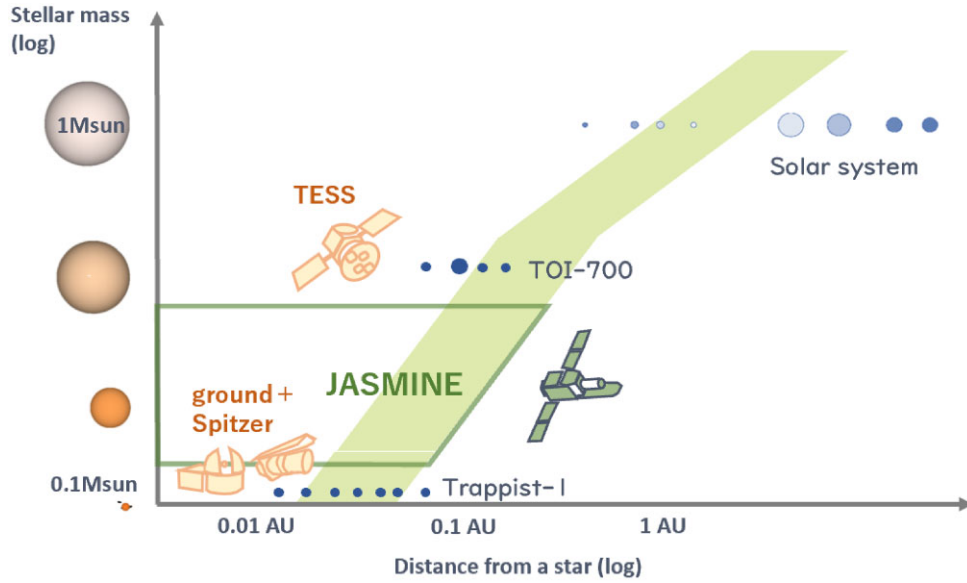 Stellar mass
(log)
1Msun
Solar system
TESS
TOI-700
JASMINE
ground +
Spitzer
0.1Msun
Trappist-1
0.01 AU
0.1 AU
1 AU
Distance from a star (log)